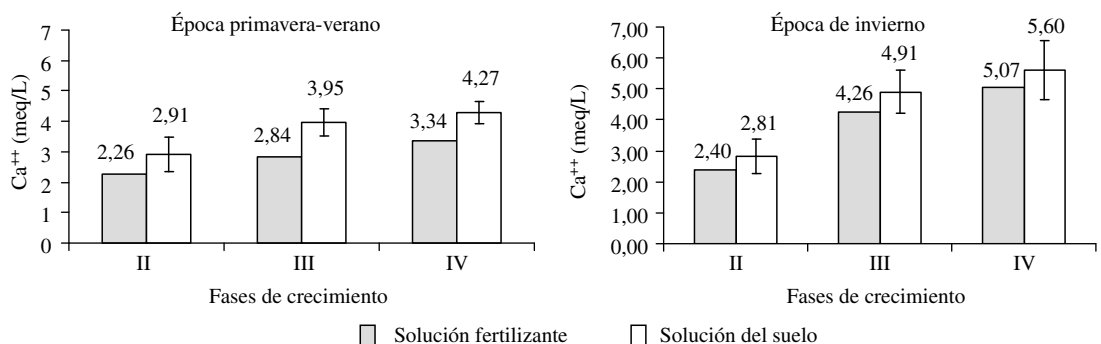 Época primavera-verano
Ca++ (meq/L)
7
6
5
4
3
2
1
0
2,26
2,91
2,84
3,95
3,34
4,27
II
III
IV
Fases de crecimiento
Época de invierno
Ca++ (meq/L)
7,00
6,00
5,00
4,00
3,00
2,00
1,00
0,00
2,40
2,81
4,26
4,91
5,07
5,60
II
III
IV
Fases de crecimiento
Solución fertilizante
Solución del suelo